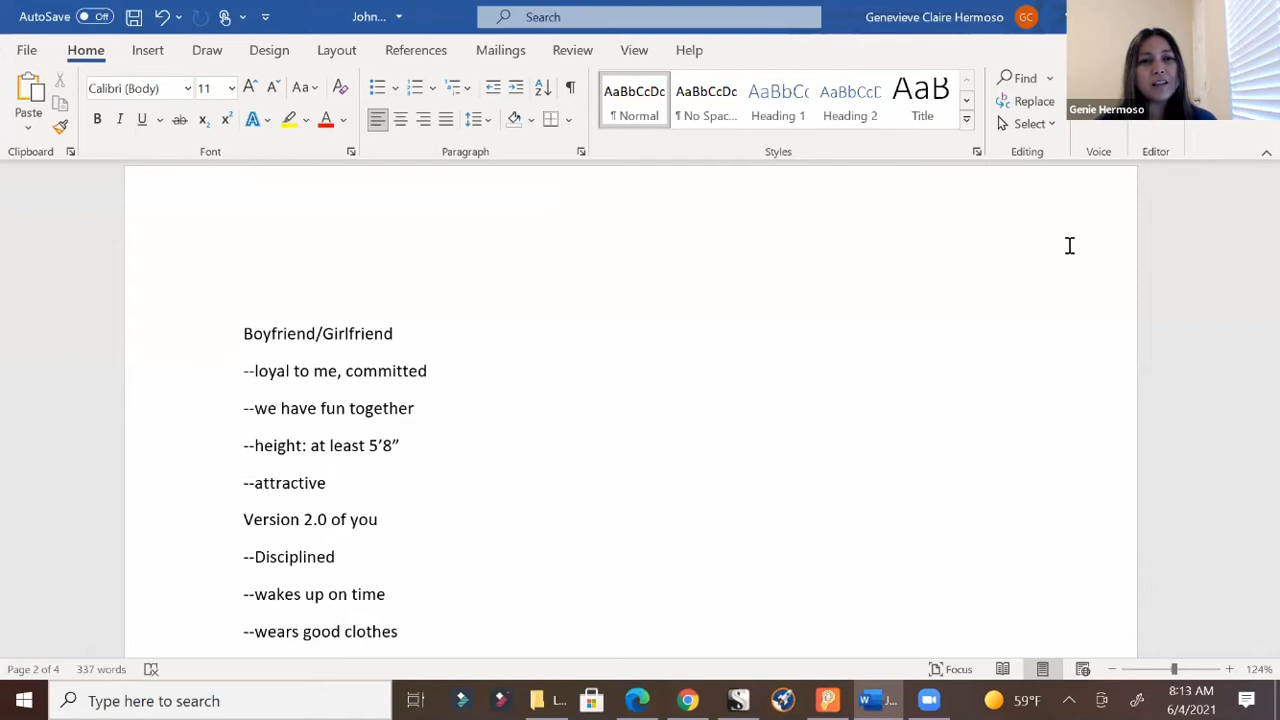 AutoSave Off John... Search Genevieve Claire Hermoso GC
File Home Insert Draw Design Layout References Mailings Review View Help
Genie Hermoso
Calibri (Body) 11 Aa
Paste
B I U ab x₂ x² A A
AaBbCcDc AaBbCcDc AaBbCc AaBbCcD AaB
¶ Normal ¶ No Spac... Heading 1 Heading 2 Title
Find
Replace
Select
Clipboard Font Paragraph Styles Editing Voice Editor
Boyfriend/Girlfriend
--loyal to me, committed
--we have fun together
--height: at least 5’8”
--attractive
Version 2.0 of you
--Disciplined
--wakes up on time
--wears good clothes
Page 2 of 4 337 words Focus 124%
Type here to search L... J... 59°F 8:13 AM
6/4/2021